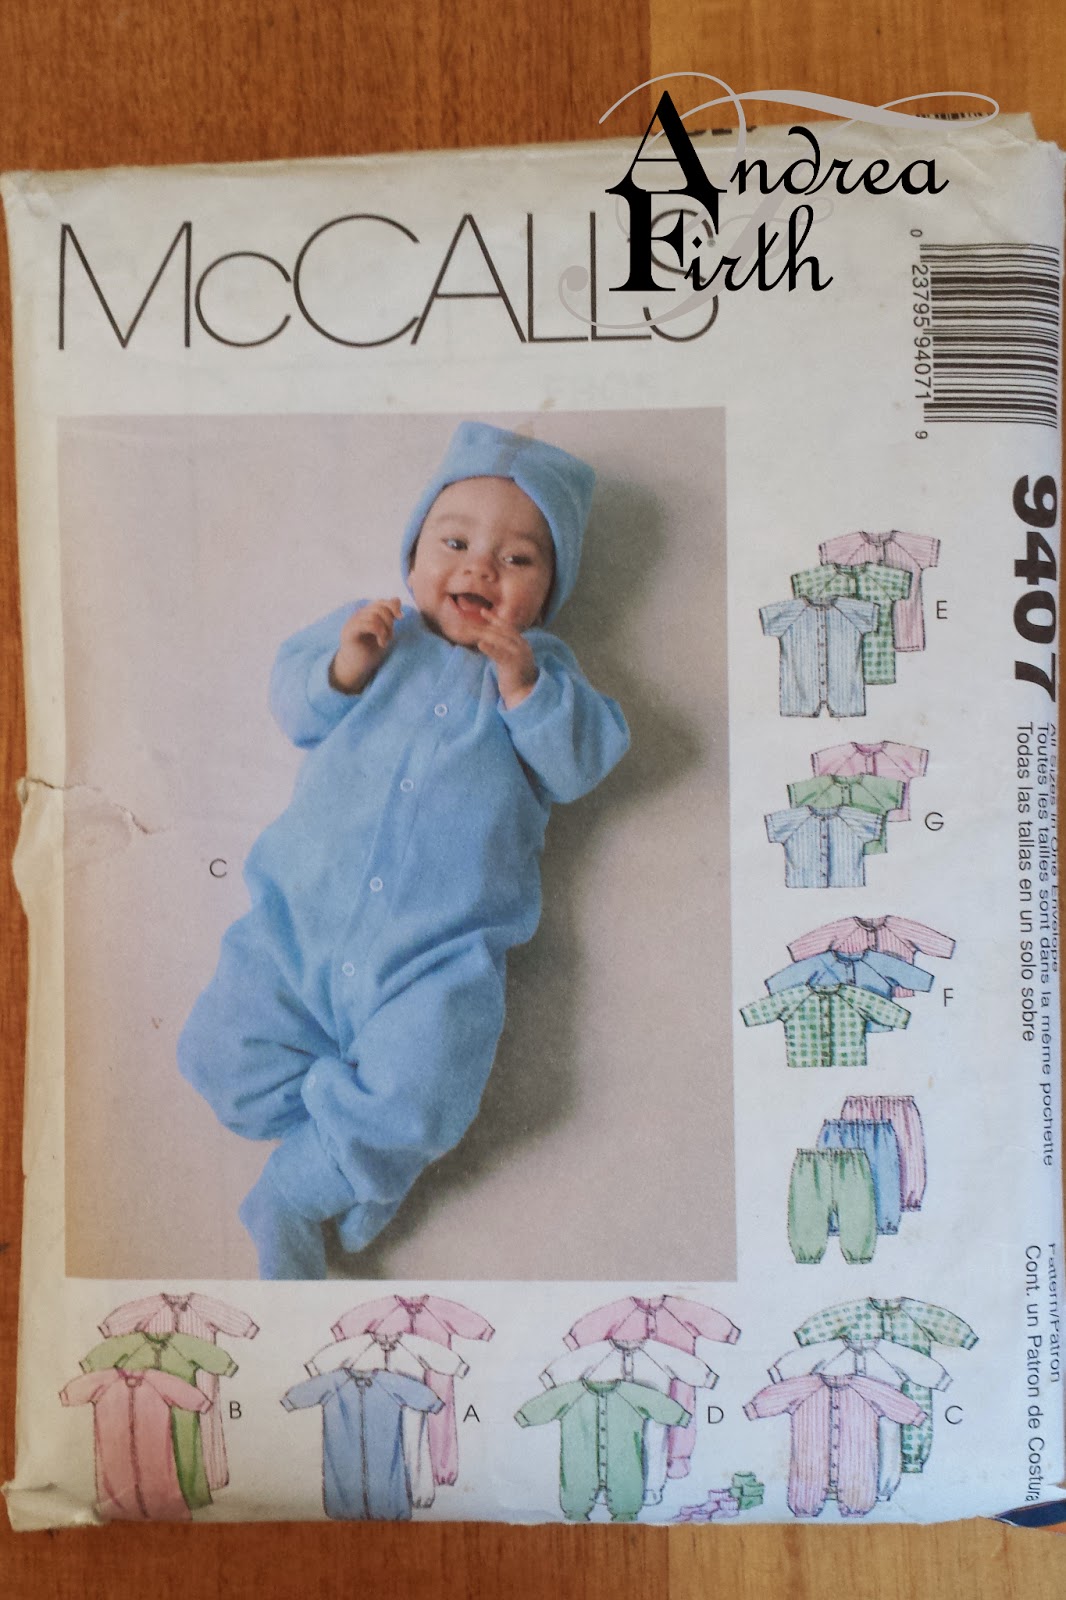 Andrea
Firth
McCALLS
0 23795 94071 9
9407
All Sizes in One Envelope
Toutes les tailles sont dans la même pochette
Todas las tallas en un solo sobre
Pattern/Patron
Cont. un Patron de Costura
C
E
G
F
B
A
D
C